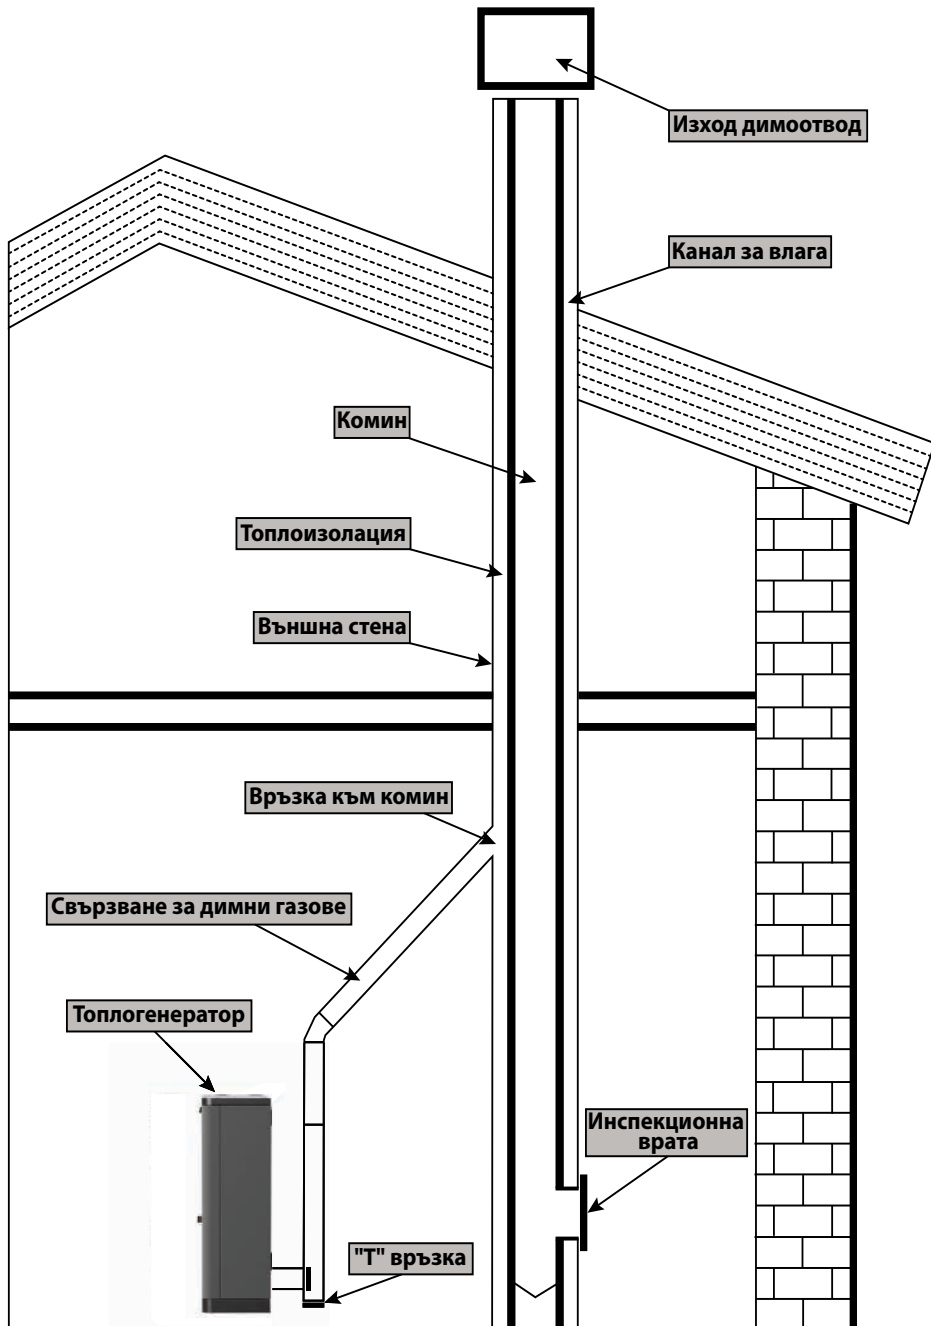 Изход димоотвод
Канал за влага
Комин
Топлоизолация
Външна стена
Връзка към комин
Свързване за димни газове
Топлогенератор
Инспекционна
врата
"Т" връзка